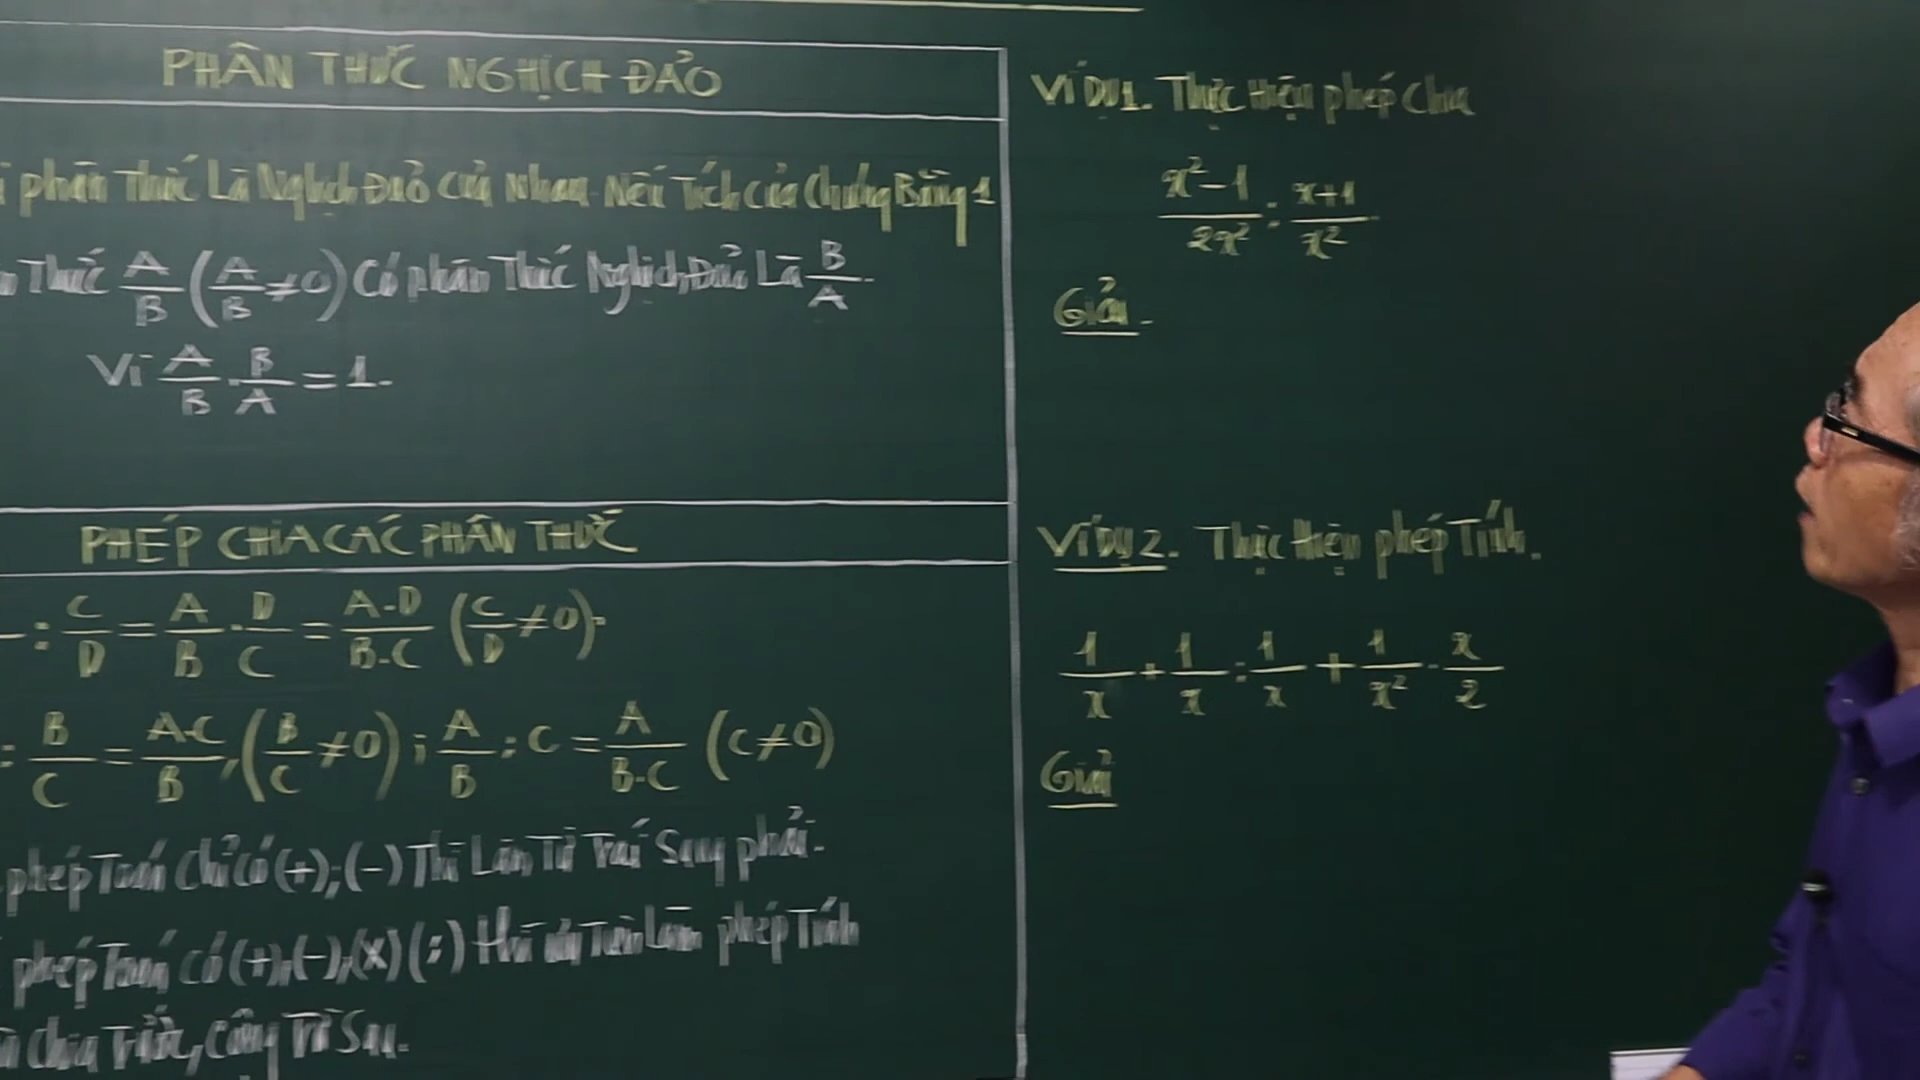 PHÂN THỨC NGHỊCH ĐẢO
phân Thức Là Nghịch Đảo Của Nhau Nếu Tích Của Chúng Bằng 1
Thức A/B (A/B ≠ 0) Có phân Thức Nghịch Đảo Là B/A.
Vì A/B . B/A = 1.
PHÉP CHIA CÁC PHÂN THỨC
: C/D = A/B . D/C = A.D/B.C (C/D ≠ 0).
: B/C = A.C/B, (B/C ≠ 0) ; A/B : C = A/B.C (C ≠ 0)
phép Toán Chỉ có (+); (-) Thì Làm Từ Trái Sang phải.
phép Toán có (+), (-), (x) (:) thì ưu Tiên Làm phép Tính
chia Trước, Cộng Trừ Sau.
Ví Dụ 1. Thực Hiện phép Chia
x²-1/2x² : x+1/x²
Giải.
Ví Dụ 2. Thực Hiện phép Tính.
1/x + 1/x : 1/x + 1/x² . x/2
Giải